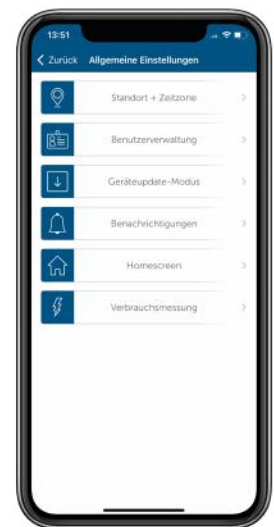 13:51
Zurück Allgemeine Einstellungen
Standort + Zeitzone
Benutzerverwaltung
Geräteupdate-Modus
Benachrichtigungen
Homescreen
Verbrauchsmessung